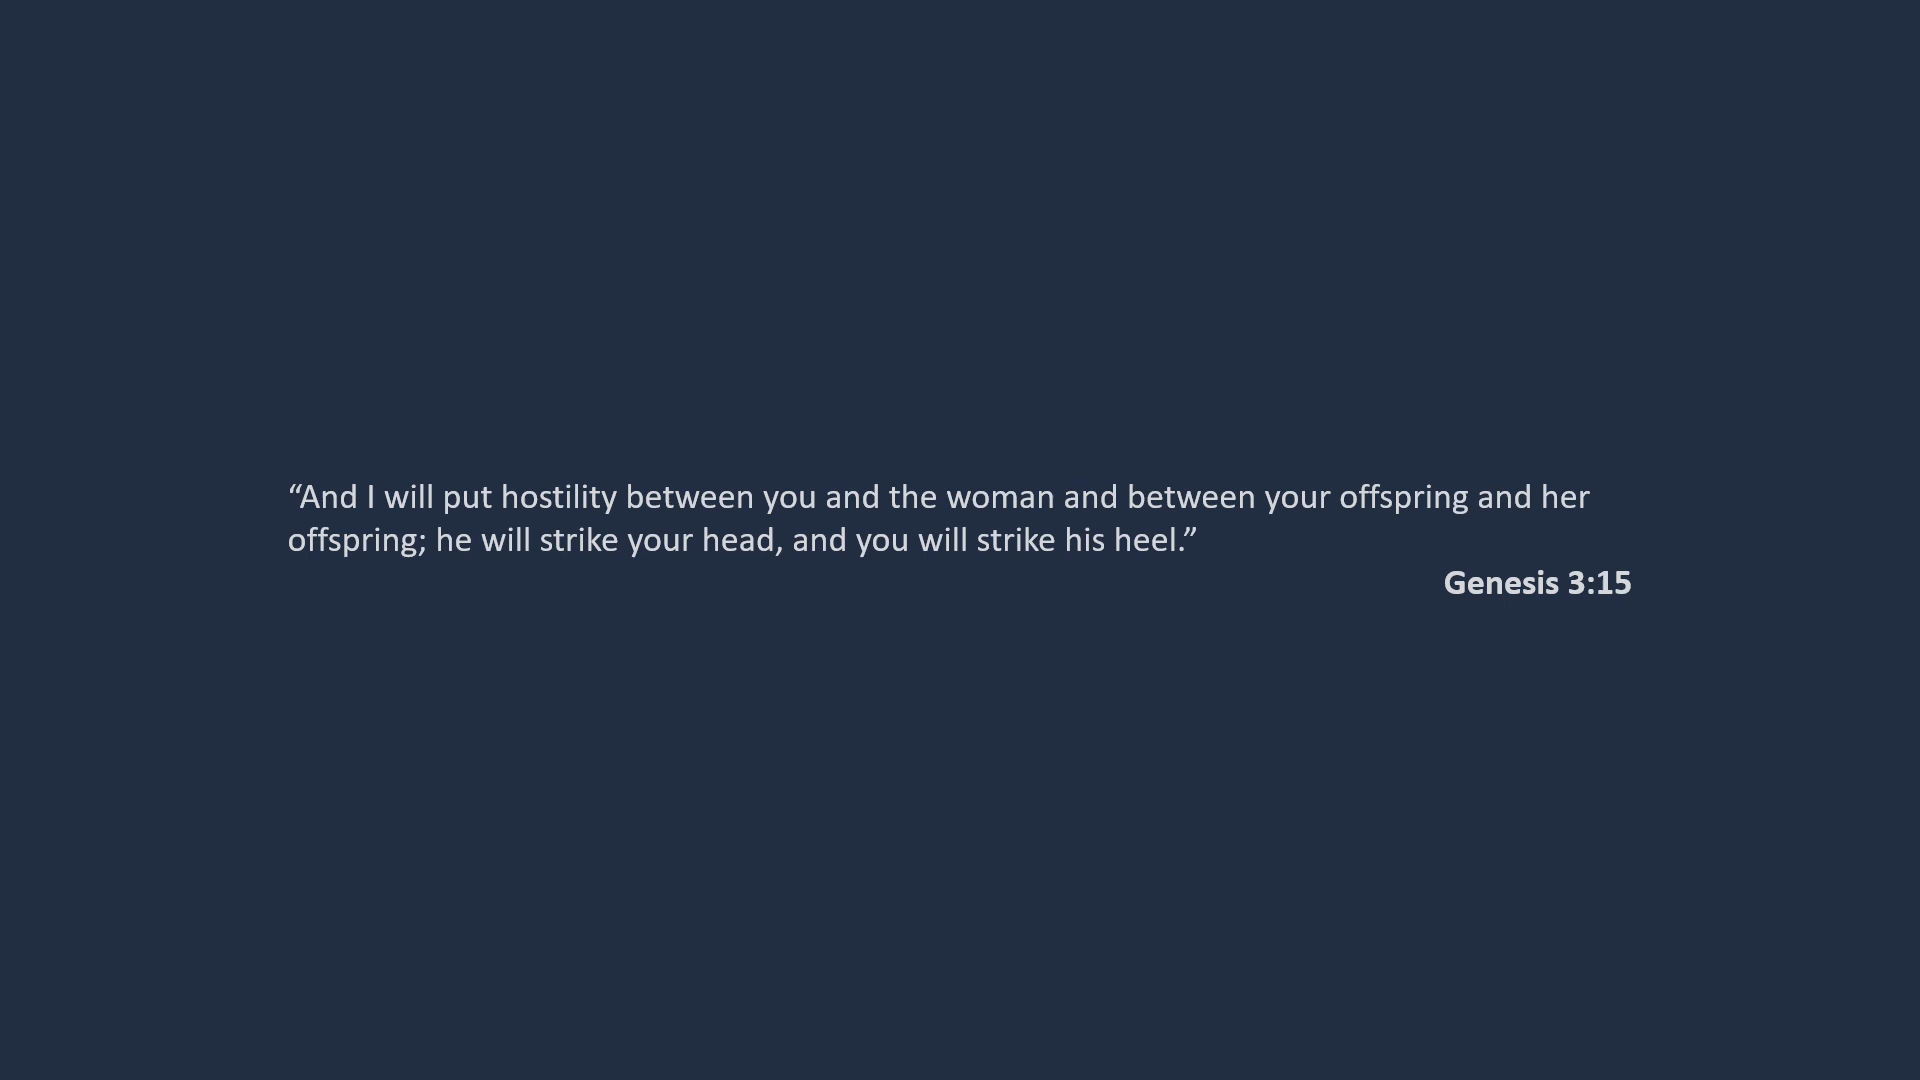 “And I will put hostility between you and the woman and between your offspring and her
offspring; he will strike your head, and you will strike his heel.”
Genesis 3:15